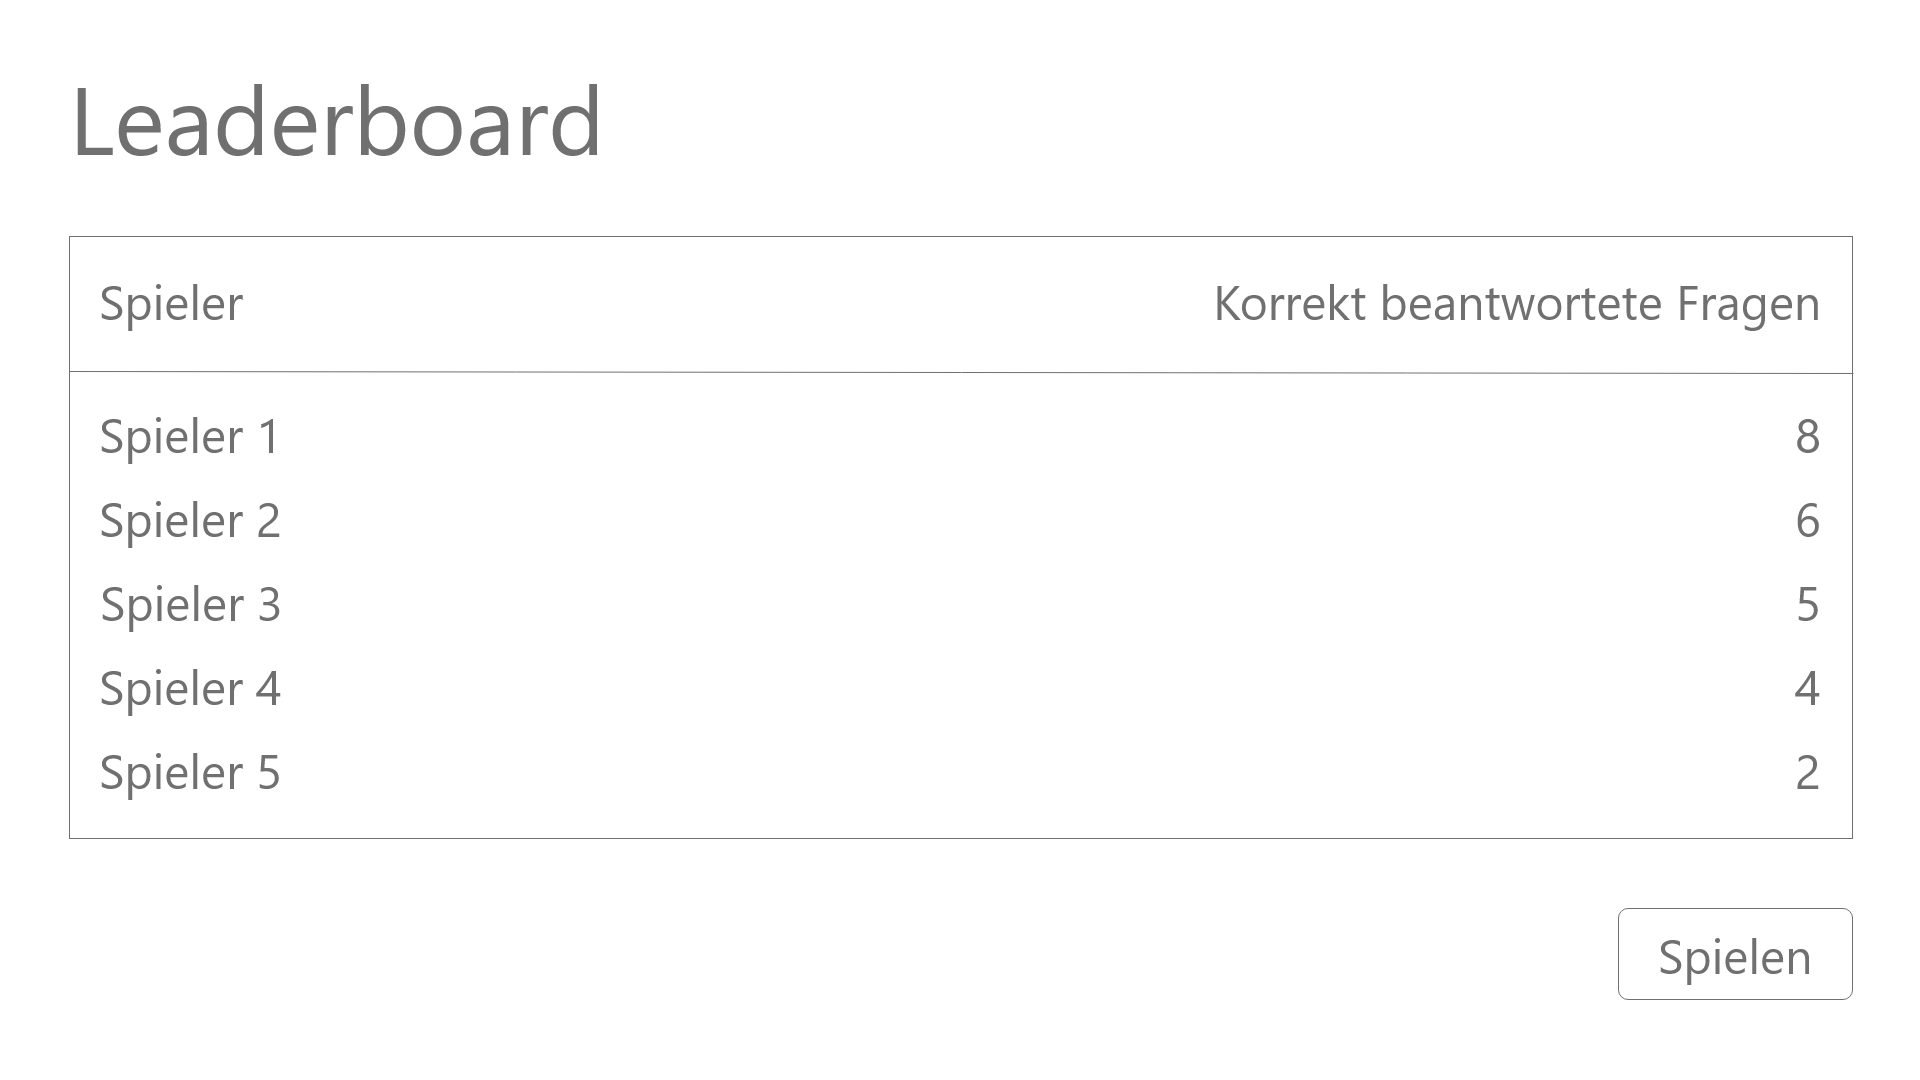 Leaderboard
Spieler Korrekt beantwortete Fragen
Spieler 1 8
Spieler 2 6
Spieler 3 5
Spieler 4 4
Spieler 5 2
Spielen